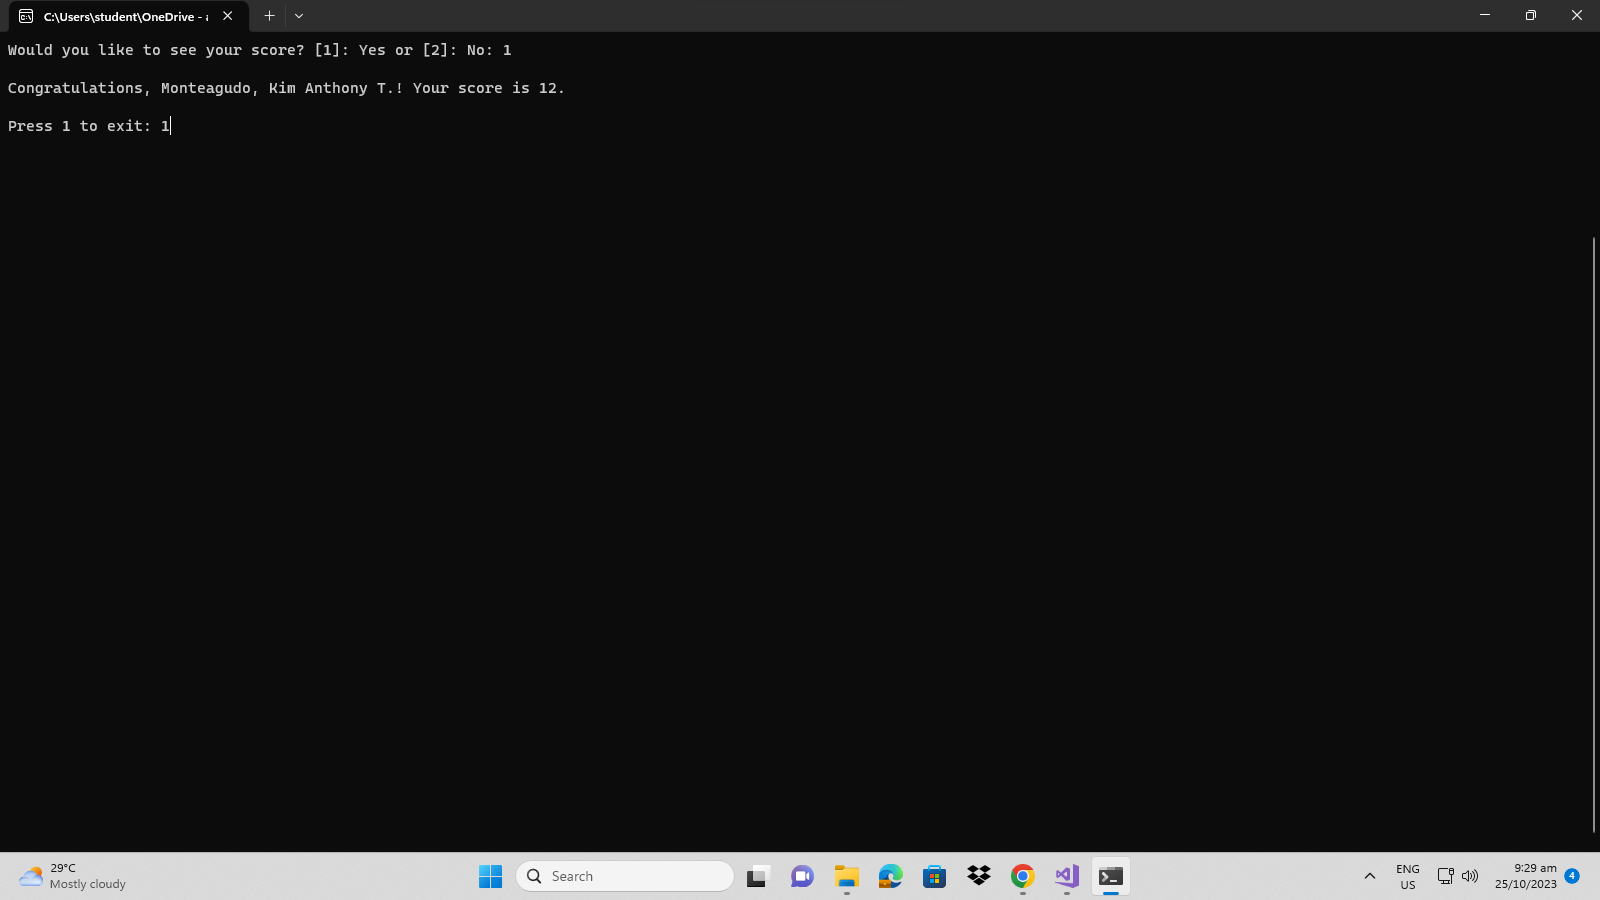 C:\Users\student\OneDrive - a
Would you like to see your score? [1]: Yes or [2]: No: 1
Congratulations, Monteagudo, Kim Anthony T.! Your score is 12.
Press 1 to exit: 1
29°C
Mostly cloudy
Search
ENG
US
9:29 am
25/10/2023
4